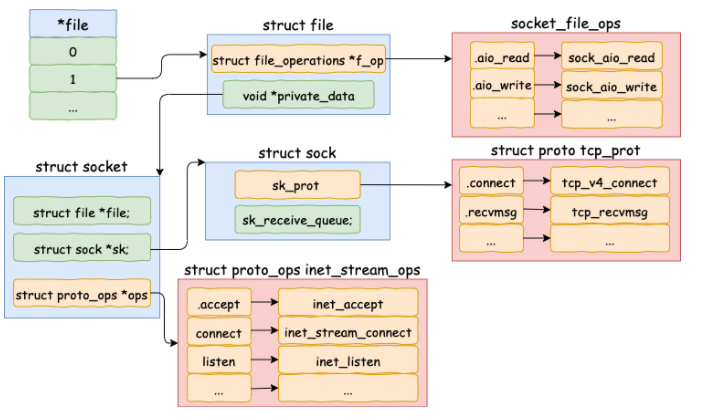 *file
0
1
...
struct file
struct file_operations *f_op
void *private_data
socket_file_ops
.aio_read sock_aio_read
.aio_write sock_aio_write
... ...
struct socket
struct file *file;
struct sock *sk;
struct proto_ops *ops
struct sock
sk_prot
sk_receive_queue;
struct proto tcp_prot
.connect tcp_v4_connect
.recvmsg tcp_recvmsg
... ...
struct proto_ops inet_stream_ops
.accept inet_accept
connect inet_stream_connect
listen inet_listen
... ...